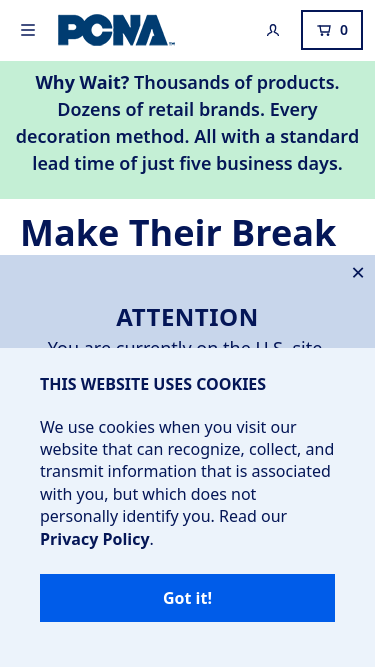 PCNA
0
Why Wait? Thousands of products.
Dozens of retail brands. Every
decoration method. All with a standard
lead time of just five business days.
Make Their Break
ATTENTION
You are currently on the U.S. site.
THIS WEBSITE USES COOKIES
We use cookies when you visit our
website that can recognize, collect, and
transmit information that is associated
with you, but which does not
personally identify you. Read our
Privacy Policy.
Got it!